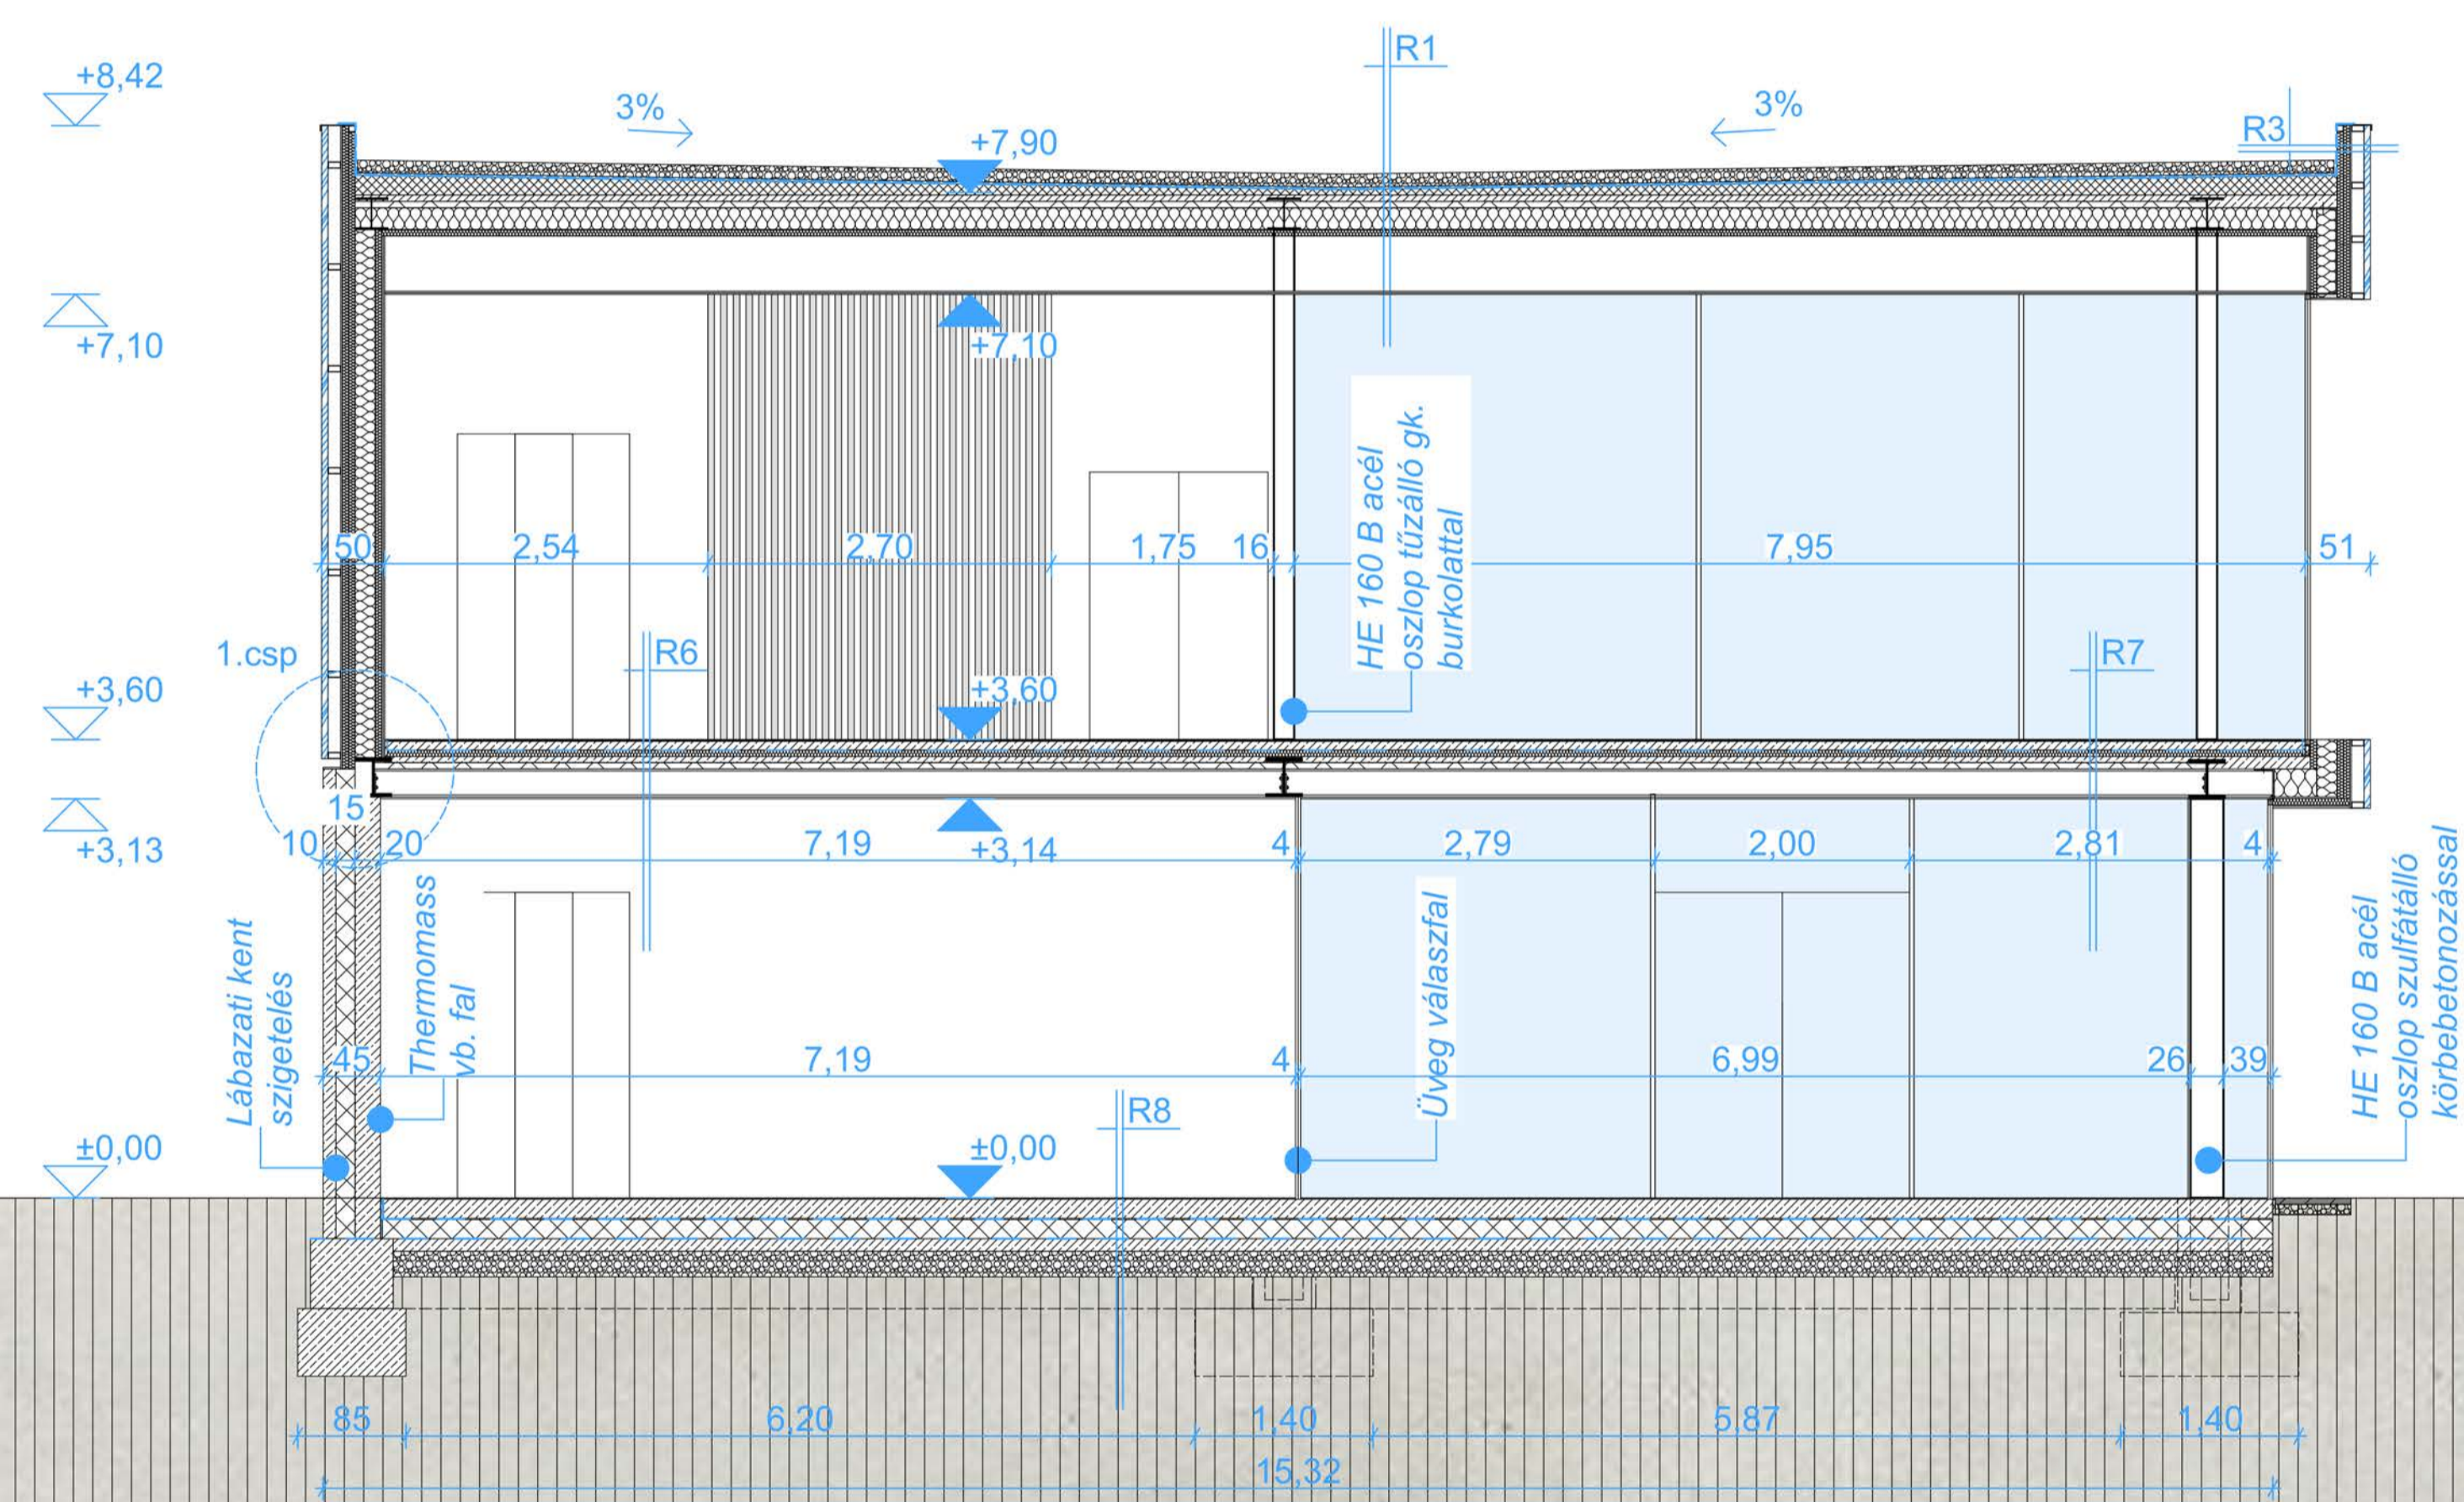 R1
+8,42
3%
3%
+7,90
R3
+7,10
+7,10
HE 160 B acél
oszlop tűzálló gk.
burkolattal
50
2,54
2,70
1,75
16
7,95
51
1.csp
R6
R7
+3,60
+3,60
15
10
20
7,19
+3,14
4
2,79
2,00
2,81
4
+3,13
Lábazati kent
szigetelés
Thermomass
vb. fal
Üveg válaszfal
HE 160 B acél
oszlop szulfátálló
körbebetonozással
45
7,19
4
6,99
26
39
R8
±0,00
±0,00
85
6,20
1,40
5,87
1,40
15,32